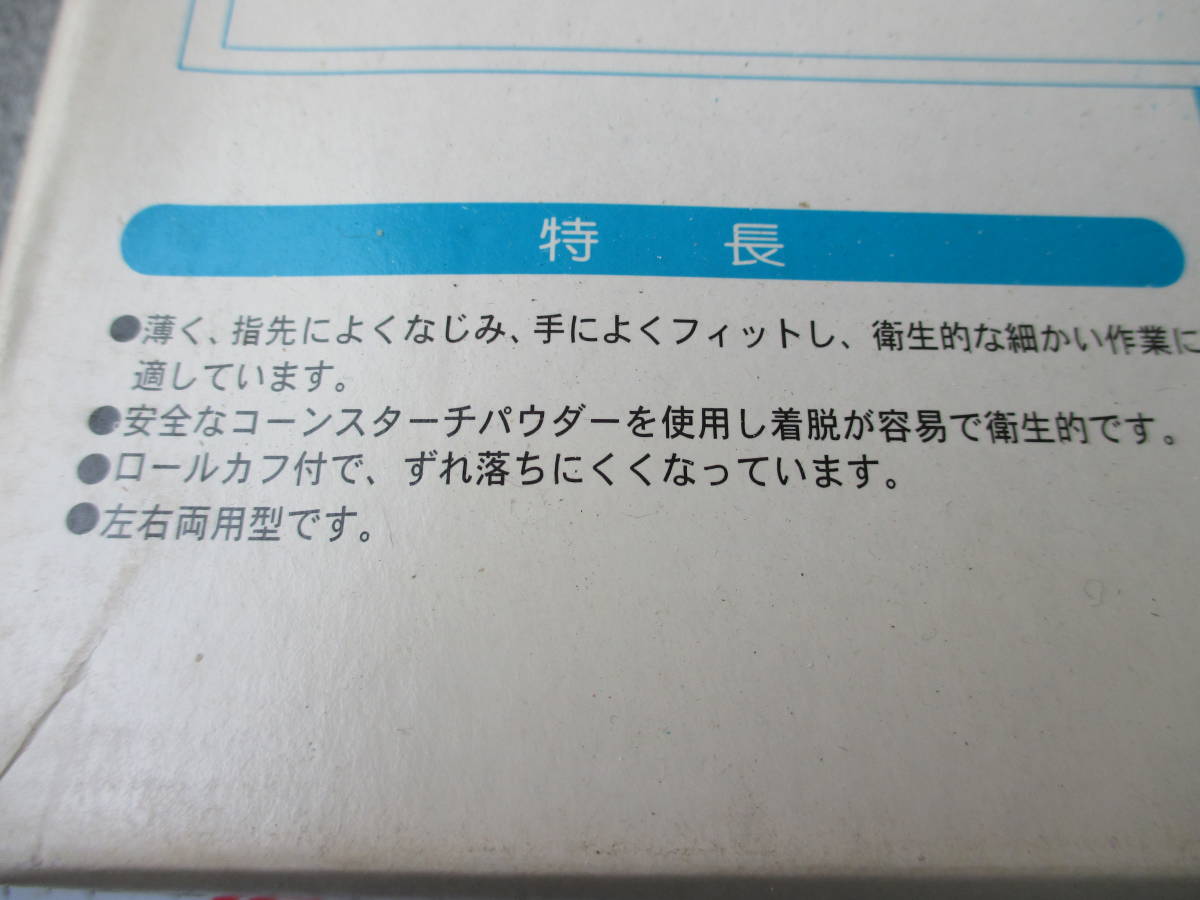 特長
●薄く、指先によくなじみ、手によくフィットし、衛生的な細かい作業に
適しています。
●安全なコーンスターチパウダーを使用し着脱が容易で衛生的です。
●ロールカフ付で、ずれ落ちにくくなっています。
●左右両用型です。